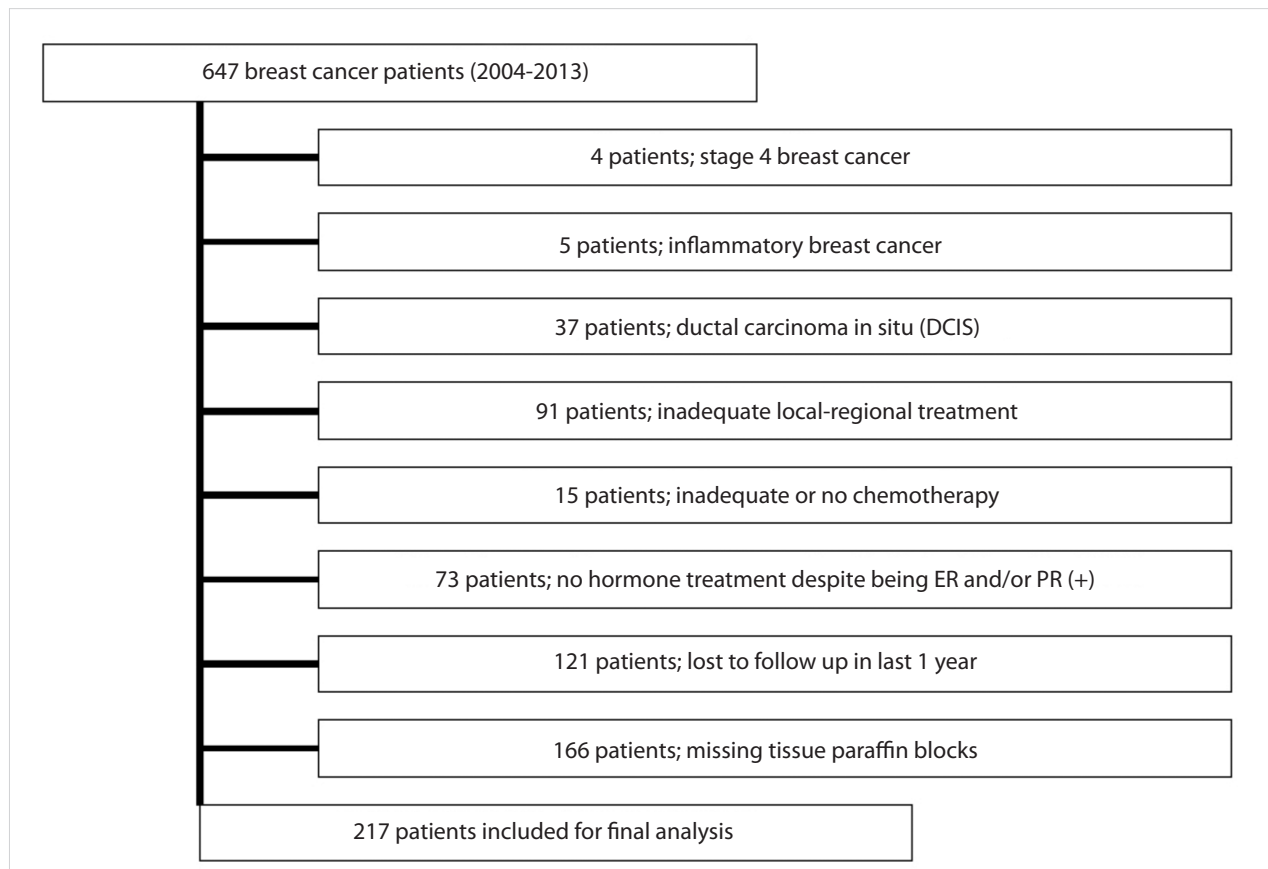 647 breast cancer patients (2004-2013)
4 patients; stage 4 breast cancer
5 patients; inflammatory breast cancer
37 patients; ductal carcinoma in situ (DCIS)
91 patients; inadequate local-regional treatment
15 patients; inadequate or no chemotherapy
73 patients; no hormone treatment despite being ER and/or PR (+)
121 patients; lost to follow up in last 1 year
166 patients; missing tissue paraffin blocks
217 patients included for final analysis